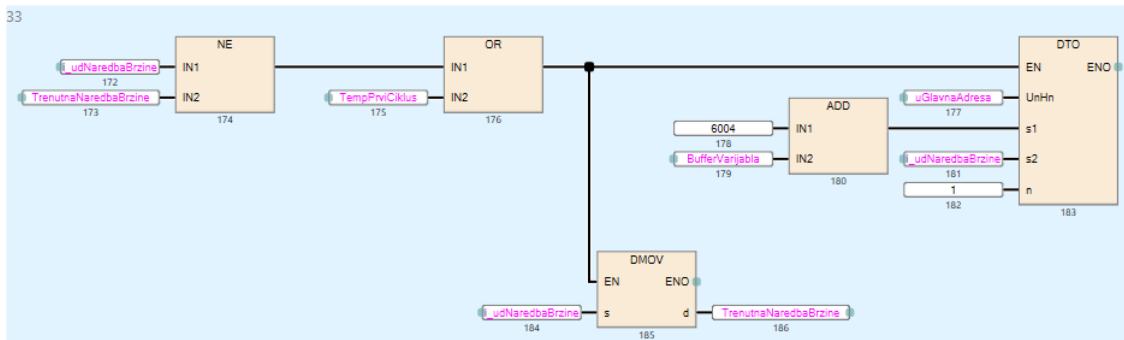 33
NE
i_udNaredbaBrzine IN1
172
TrenutnaNaredbaBrzine IN2
173
174
OR
IN1
TempPrviCiklus IN2
175
176
DTO
EN ENO
uGlavnaAdresa UnHn
177
ADD
6004 IN1
178
BufferVarijabla IN2
179
180
s1
i_udNaredbaBrzine s2
181
1 n
182
183
DMOV
EN ENO
i_udNaredbaBrzine s d TrenutnaNaredbaBrzine
184
185
186